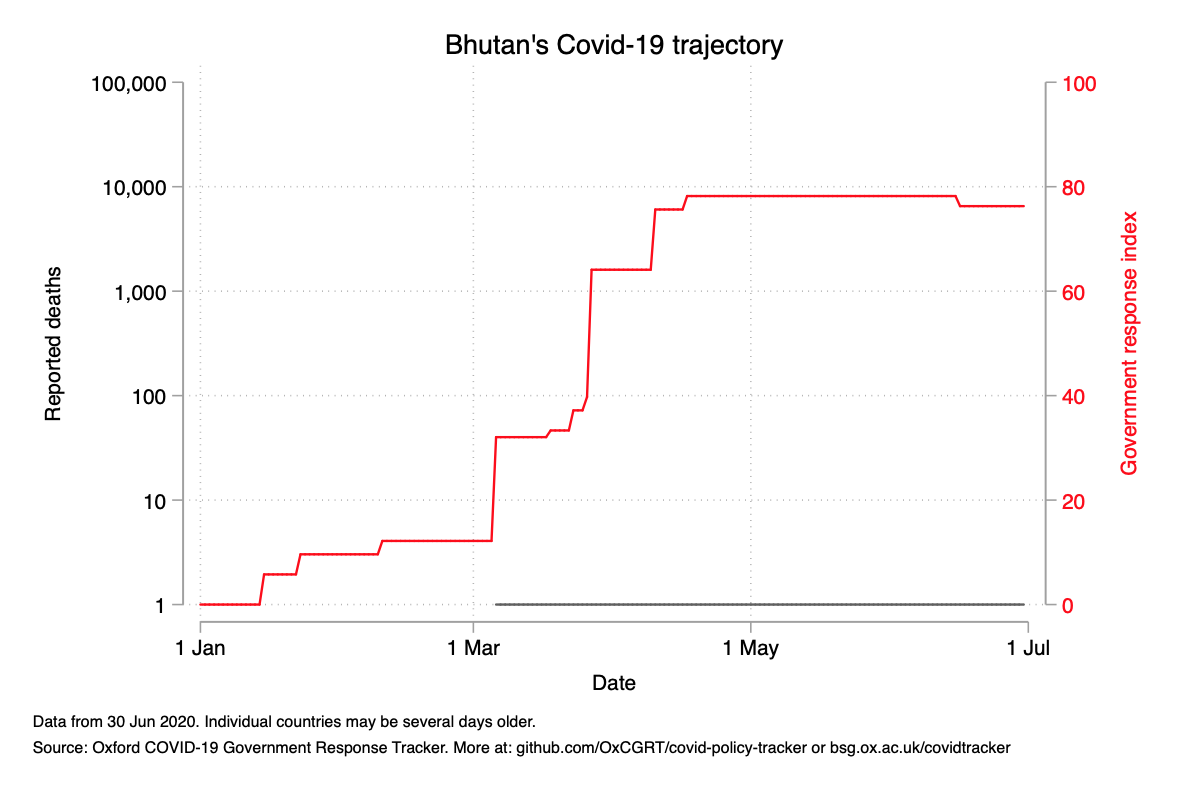 Bhutan's Covid-19 trajectory
100,000
10,000
1,000
100
10
1
Reported deaths
100
80
60
40
20
0
Government response index
1 Jan
1 Mar
1 May
1 Jul
Date
Data from 30 Jun 2020. Individual countries may be several days older.
Source: Oxford COVID-19 Government Response Tracker. More at: github.com/OxCGRT/covid-policy-tracker or bsg.ox.ac.uk/covidtracker